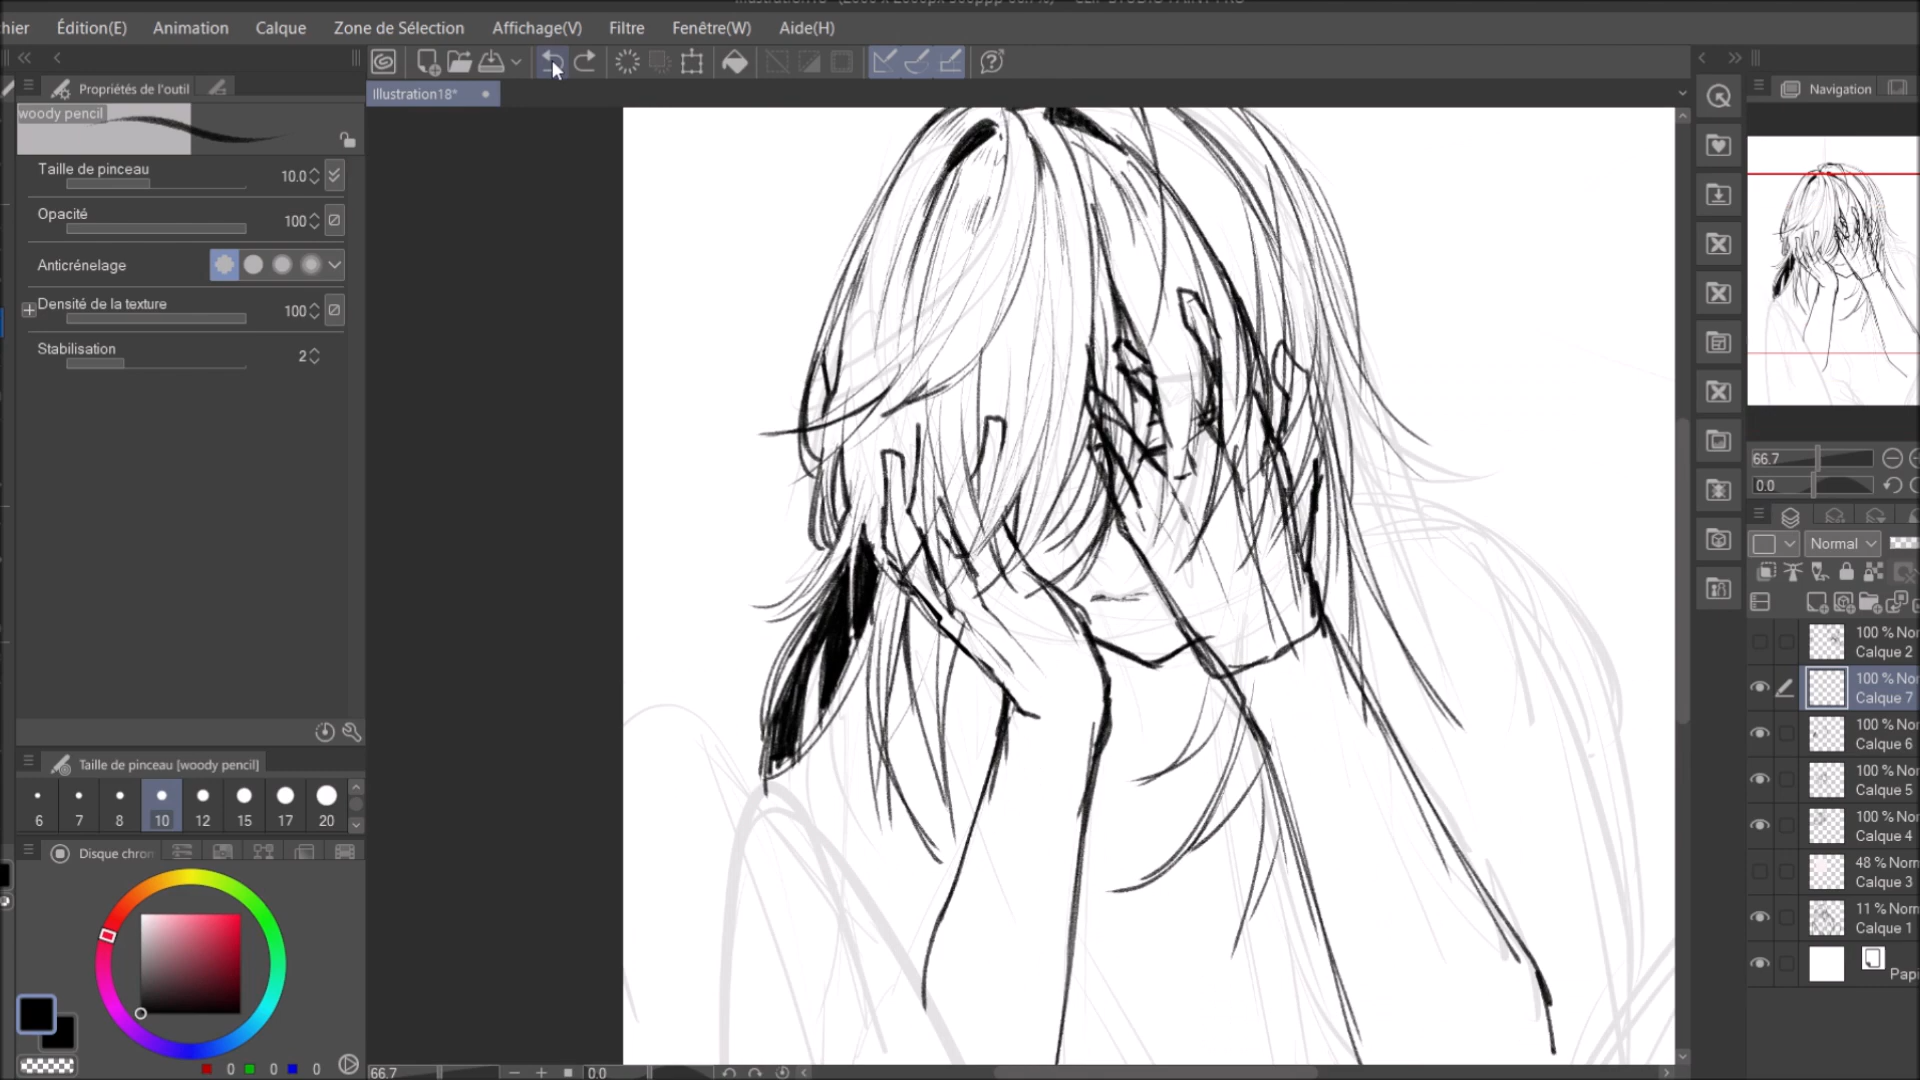 hier Édition(E) Animation Calque Zone de Sélection Affichage(V) Filtre Fenêtre(W) Aide(H)
Propriétés de l'outil
Illustration18*
Navigation
woody pencil
Taille de pinceau 10.0
Opacité 100
Anticrénelage
Densité de la texture 100
Stabilisation 2
66.7
0.0
Normal
100 % Nor
Calque 2
100 % Nor
Calque 7
100 % Nor
Calque 6
100 % Nor
Calque 5
100 % Nor
Calque 4
48 % Norn
Calque 3
11 % Norn
Calque 1
Papi
Taille de pinceau [woody pencil]
6 7 8 10 12 15 17 20
Disque chron
0 0 0
66.7 0.0